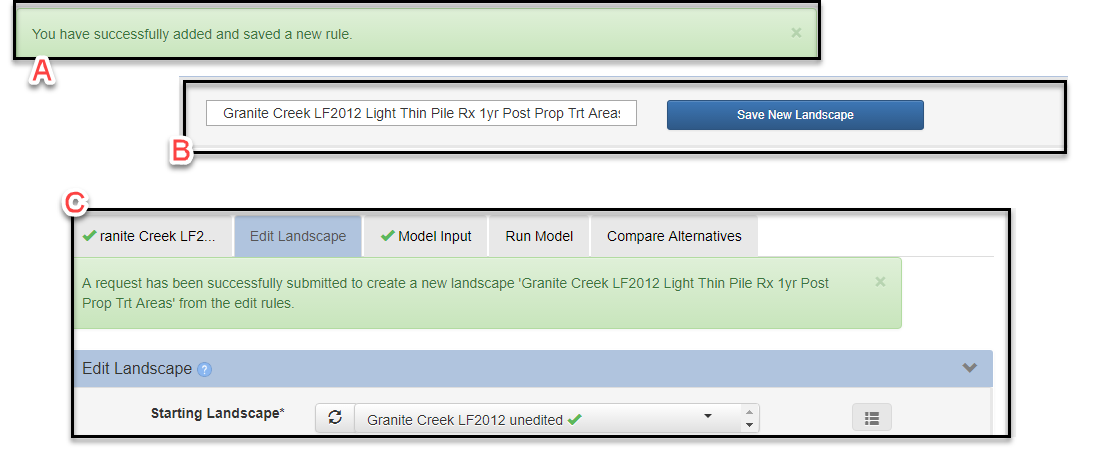 You have successfully added and saved a new rule. ×
A
Granite Creek LF2012 Light Thin Pile Rx 1yr Post Prop Trt Areas Save New Landscape
B
C
ranite Creek LF2... Edit Landscape Model Input Run Model Compare Alternatives
A request has been successfully submitted to create a new landscape 'Granite Creek LF2012 Light Thin Pile Rx 1yr Post ×
Prop Trt Areas' from the edit rules.
Edit Landscape ?
Starting Landscape* Granite Creek LF2012 unedited